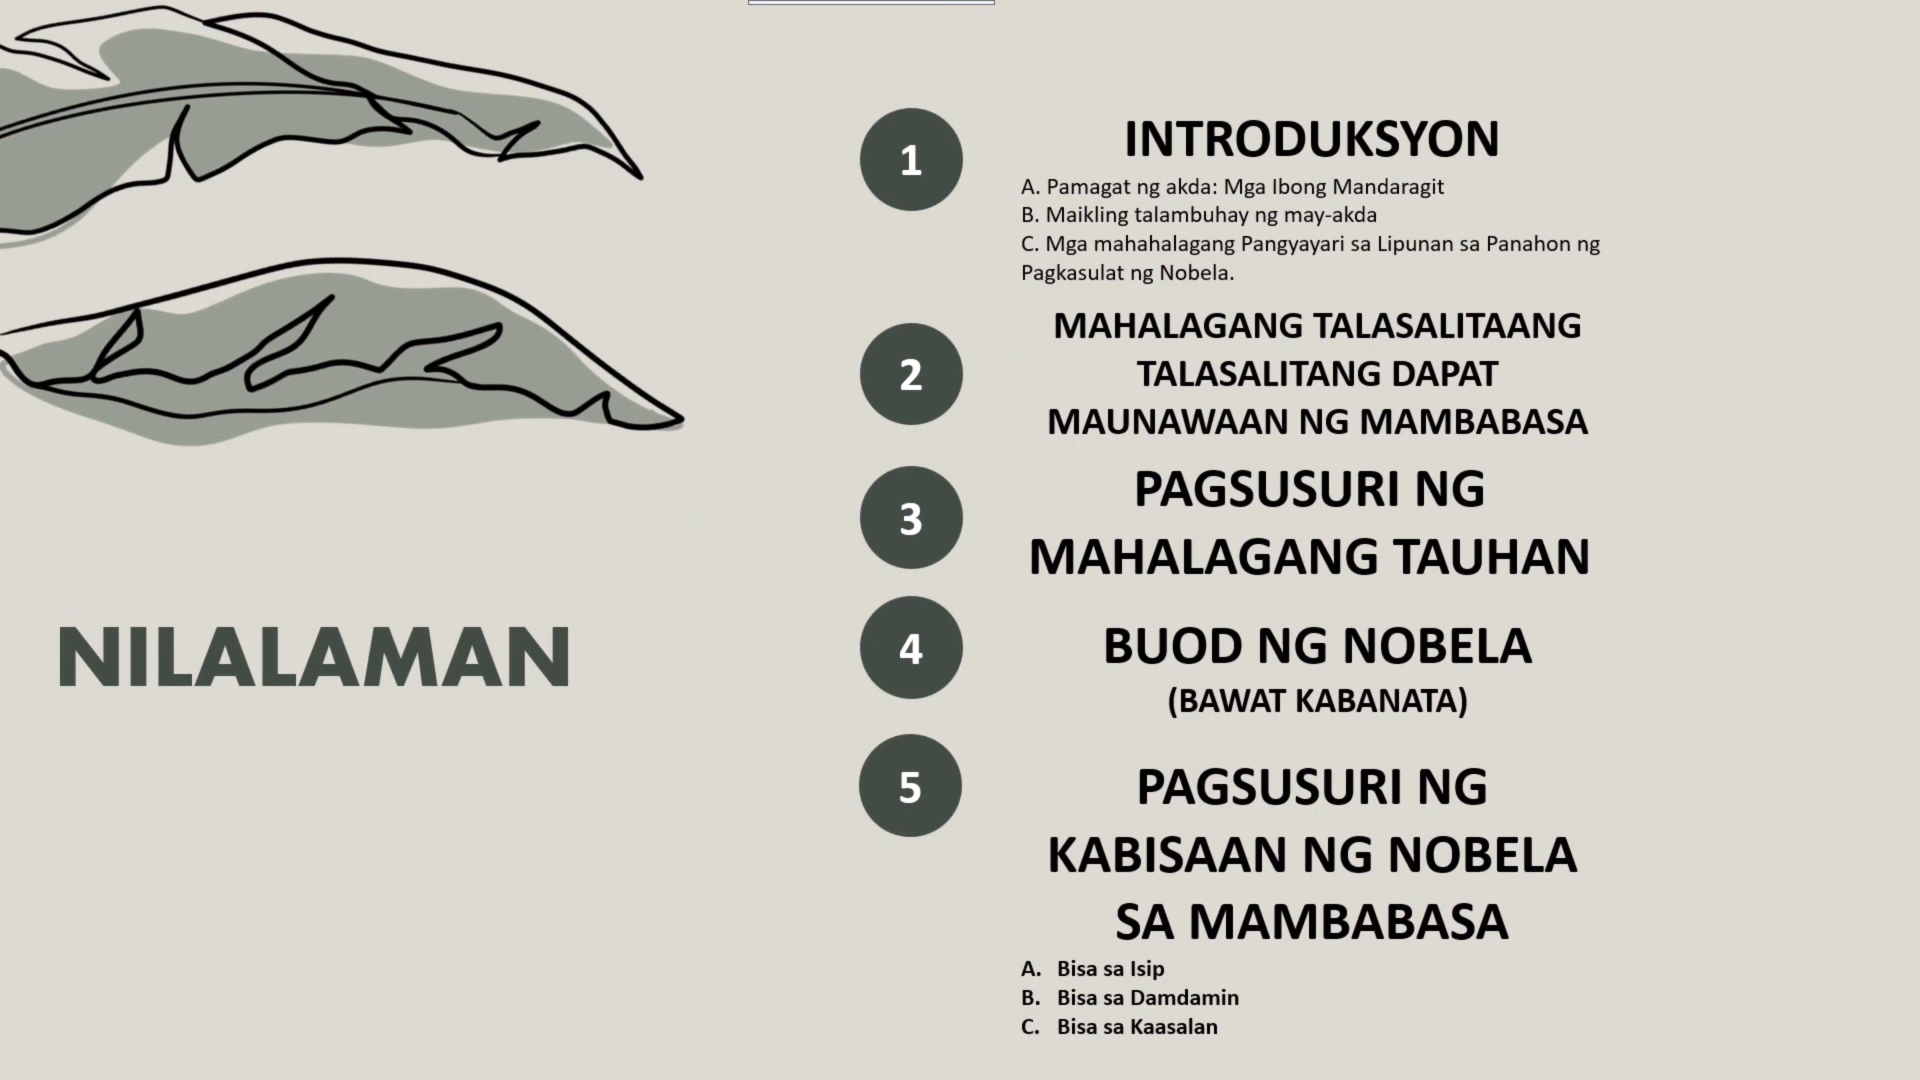 NILALAMAN
1
INTRODUKSYON
A. Pamagat ng akda: Mga Ibong Mandaragit
B. Maikling talambuhay ng may-akda
C. Mga mahahalagang Pangyayari sa Lipunan sa Panahon ng
Pagkasulat ng Nobela.
2
MAHALAGANG TALASALITAANG
TALASALITANG DAPAT
MAUNAWAAN NG MAMBABASA
3
PAGSUSURI NG
MAHALAGANG TAUHAN
4
BUOD NG NOBELA
(BAWAT KABANATA)
5
PAGSUSURI NG
KABISAAN NG NOBELA
SA MAMBABASA
A. Bisa sa Isip
B. Bisa sa Damdamin
C. Bisa sa Kaasalan